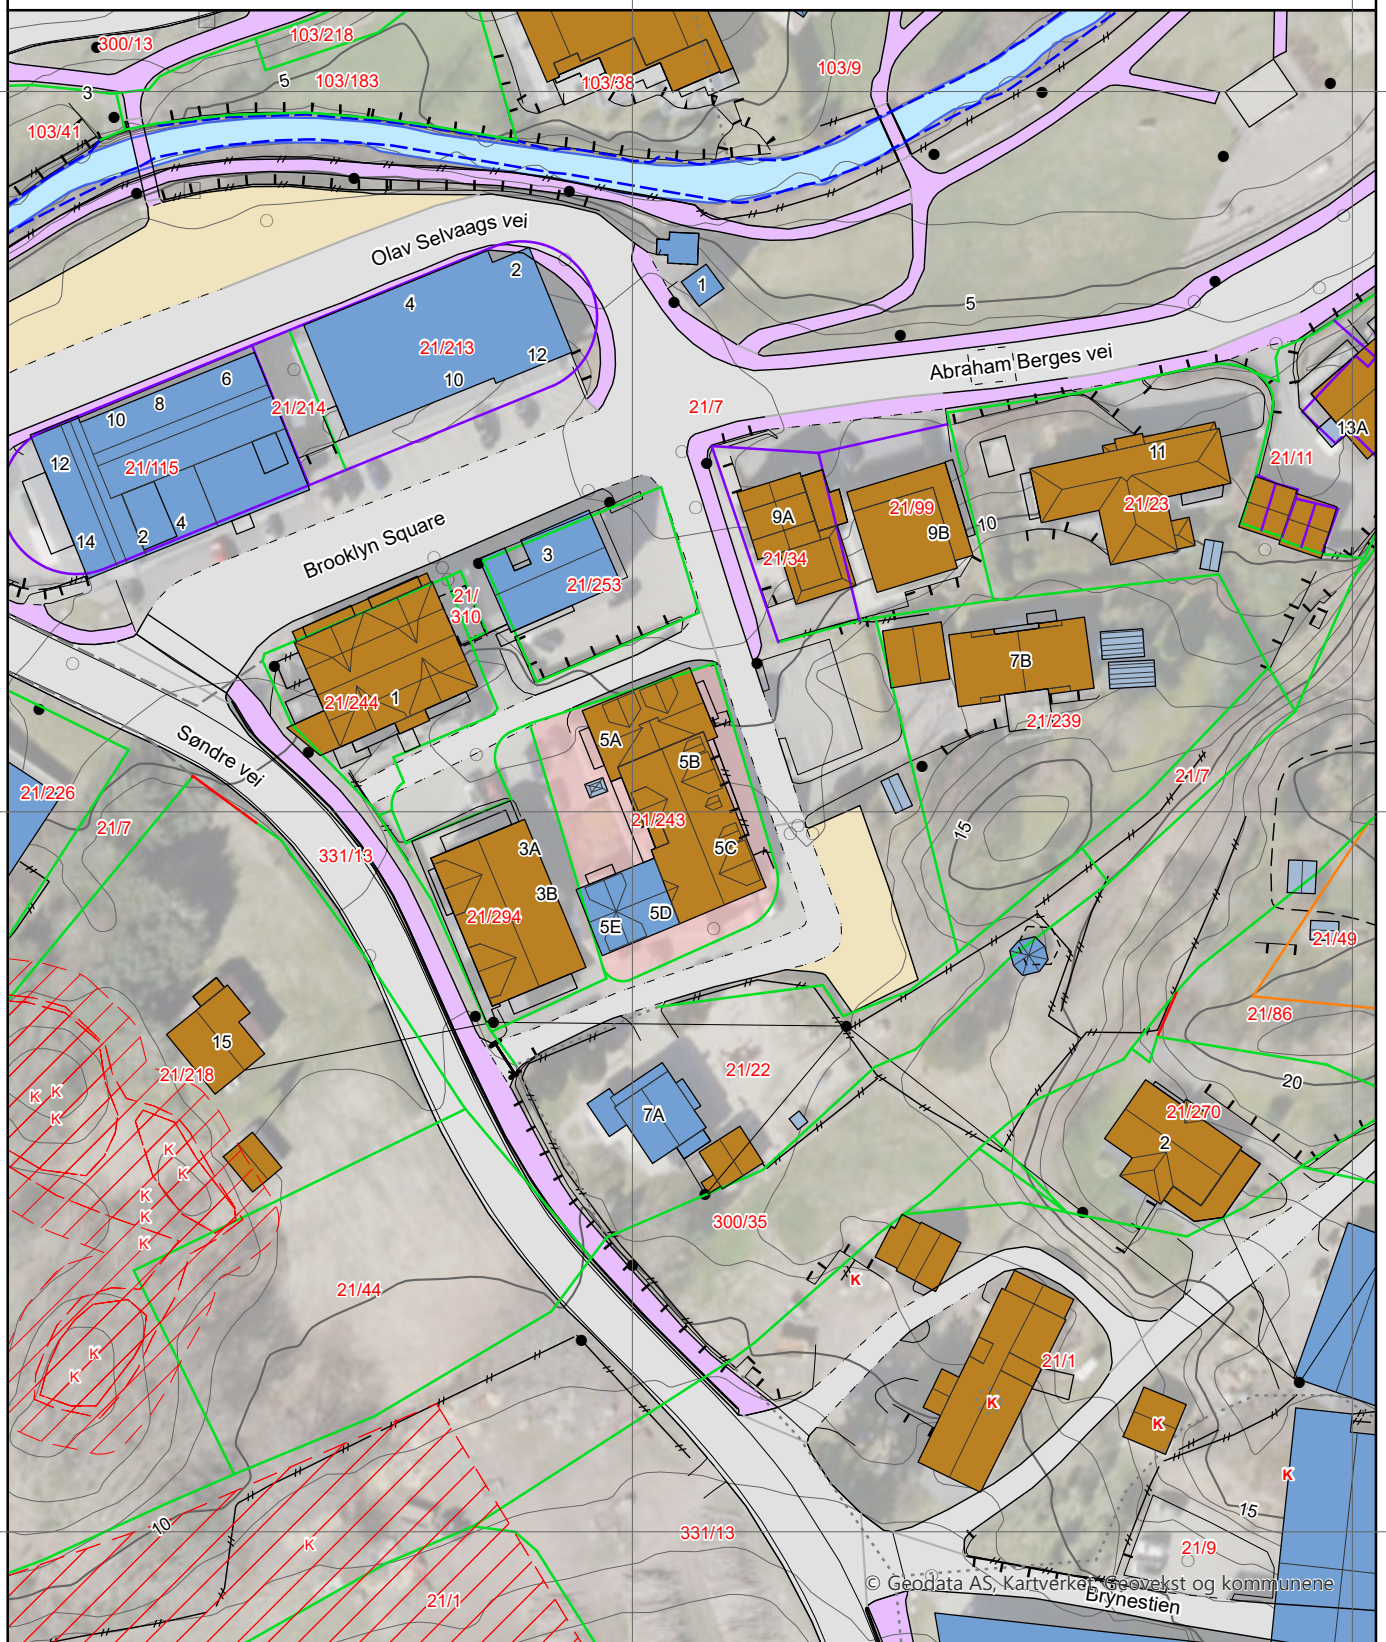 300/13
103/218
5
103/183
3
103/41
103/38
103/9
Olav Selvaags vei
2
1
4
5
21/213
12
10
Abraham Berges vei
6
8
10
21/214
21/7
13A
12
21/115
11
21/11
9A
21/99
21/23
14
2
4
Brooklyn Square
10
9B
3
21/34
21/253
21/
310
7B
21/244
1
21/239
5A
Søndre vei
5B
21/7
21/226
21/7
21/243
15
331/13
3A
5C
3B
21/294
5D
5E
21/49
21/86
15
21/218
21/22
20
K
K
K
7A
21/270
2
K
K
K
K
K
300/35
K
21/44
K
K
21/1
K
K
K
15
10
K
331/13
21/9
© Geodata AS, Kartverket, Geovekst og kommunene
Brynestien
21/1